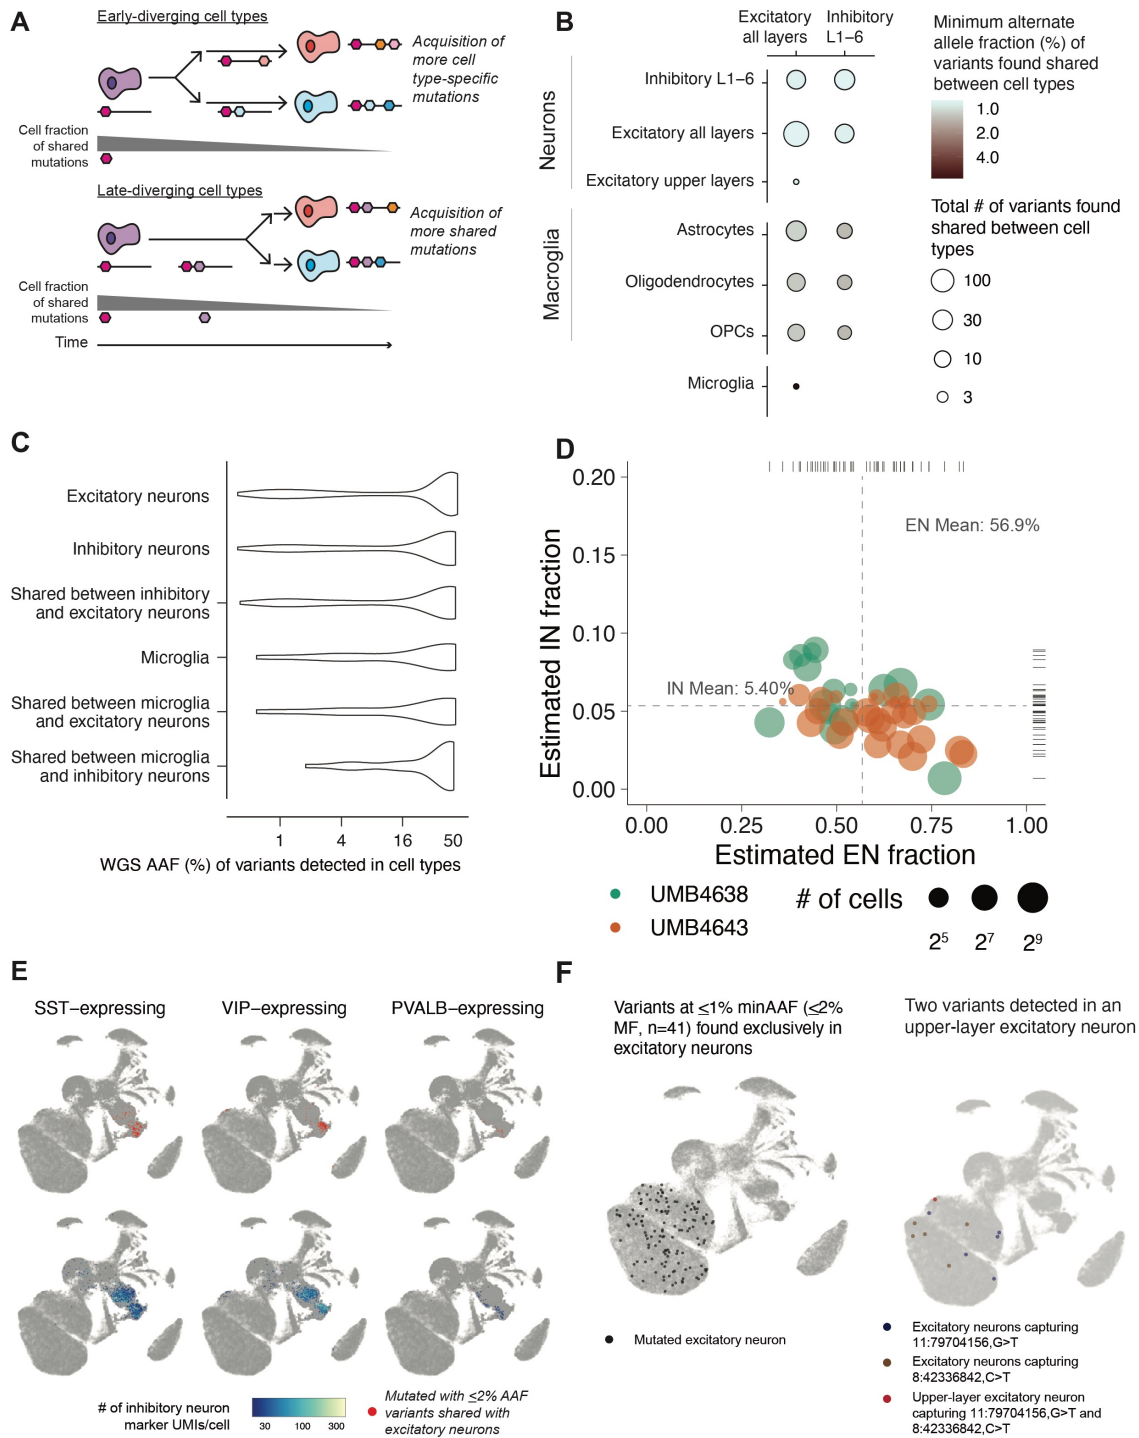 A
Early-diverging cell types
Acquisition of
more cell
type-specific
mutations
Cell fraction
of shared
mutations
Late-diverging cell types
Acquisition of
more shared
mutations
Cell fraction
of shared
mutations
Time
B
Excitatory
all layers
Inhibitory
L1–6
Neurons
Inhibitory L1–6
Excitatory all layers
Excitatory upper layers
Macroglia
Astrocytes
Oligodendrocytes
OPCs
Microglia
Minimum alternate
allele fraction (%) of
variants found shared
between cell types
1.0
2.0
4.0
Total # of variants found
shared between cell
types
100
30
10
3
C
Excitatory neurons
Inhibitory neurons
Shared between inhibitory
and excitatory neurons
Microglia
Shared between microglia
and excitatory neurons
Shared between microglia
and inhibitory neurons
1
4
16
50
WGS AAF (%) of variants detected in cell types
D
Estimated IN fraction
0.20
0.15
0.10
0.05
0.00
EN Mean: 56.9%
IN Mean: 5.40%
0.00
0.25
0.50
0.75
1.00
Estimated EN fraction
UMB4638
UMB4643
# of cells
2⁵
2⁷
2⁹
E
SST–expressing
VIP–expressing
PVALB–expressing
# of inhibitory neuron
marker UMIs/cell
30
100
300
Mutated with ≤2% AAF
variants shared with
excitatory neurons
F
Variants at ≤1% minAAF (≤2%
MF, n=41) found exclusively in
excitatory neurons
Mutated excitatory neuron
Two variants detected in an
upper-layer excitatory neuron
Excitatory neurons capturing
11:79704156,G>T
Excitatory neurons capturing
8:42336842,C>T
Upper-layer excitatory neuron
capturing 11:79704156,G>T and
8:42336842,C>T